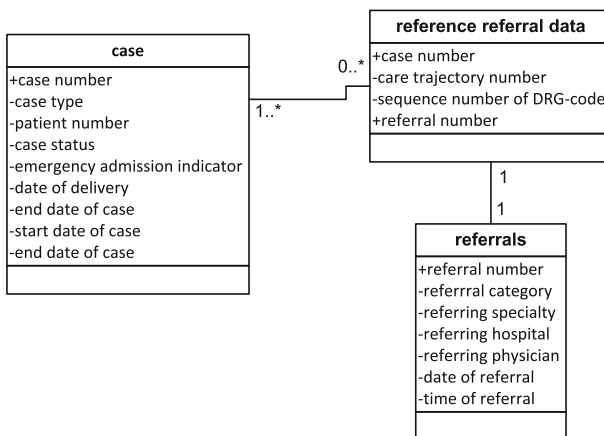 case
+case number
-case type
-patient number
-case status
-emergency admission indicator
-date of delivery
-end date of case
-start date of case
-end date of case
1..*
0..*
reference referral data
+case number
-care trajectory number
-sequence number of DRG-code
+referral number
1
1
referrals
+referral number
-referrral category
-referring specialty
-referring hospital
-referring physician
-date of referral
-time of referral